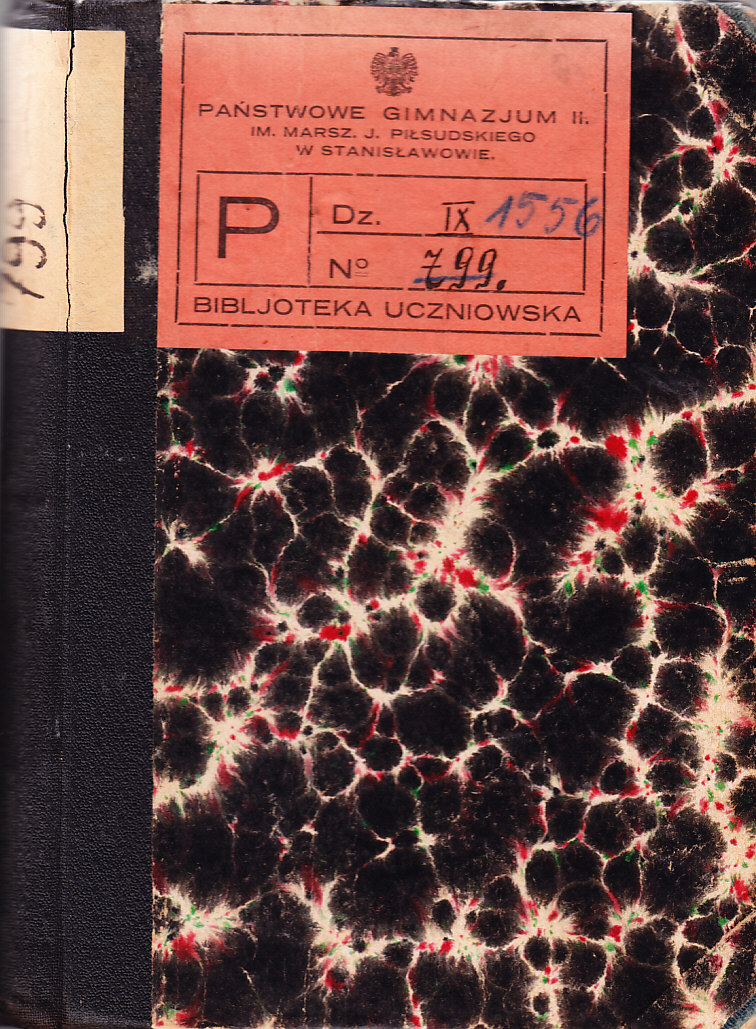 799
PAŃSTWOWE GIMNAZJUM II.
IM. MARSZ. J. PIŁSUDSKIEGO
W STANISŁAWOWIE.
P
Dz. IX 1556
Nº 799.
BIBLJOTEKA UCZNIOWSKA